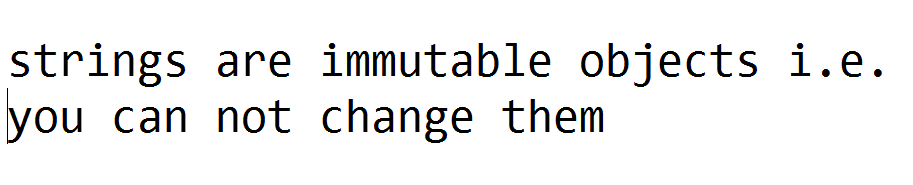 strings are immutable objects i.e.
you can not change them